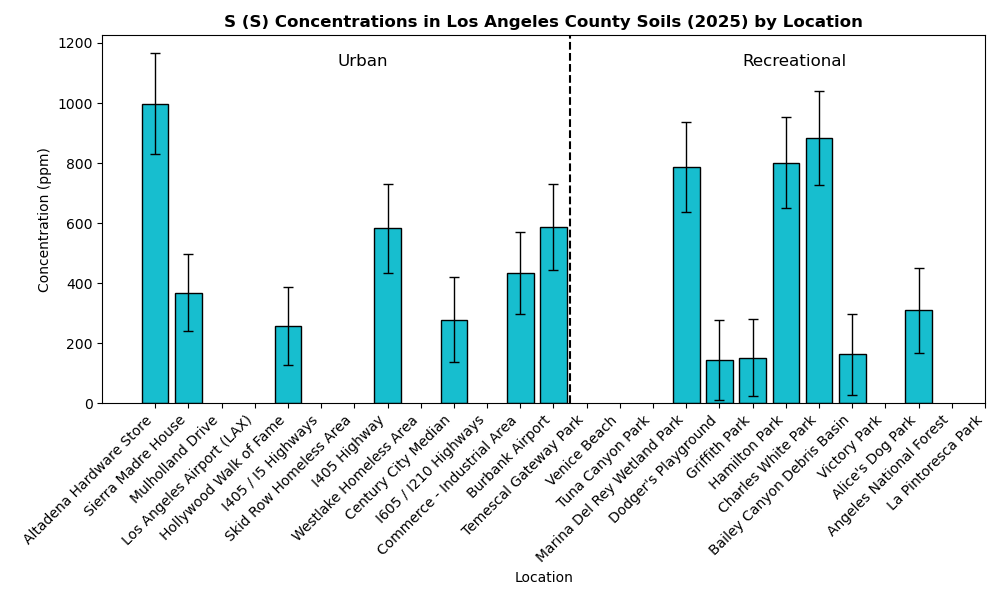 S (S) Concentrations in Los Angeles County Soils (2025) by Location
Urban
Recreational
Concentration (ppm)
1200
1000
800
600
400
200
0
Altadena Hardware Store
Sierra Madre House
Mulholland Drive
Los Angeles Airport (LAX)
Hollywood Walk of Fame
I405 / I5 Highways
Skid Row Homeless Area
I405 Highway
Westlake Homeless Area
Century City Median
I605 / I210 Highways
Commerce - Industrial Area
Burbank Airport
Temescal Gateway Park
Venice Beach
Tuna Canyon Park
Marina Del Rey Wetland Park
Dodger's Playground
Griffith Park
Hamilton Park
Charles White Park
Bailey Canyon Debris Basin
Victory Park
Alice's Dog Park
Angeles National Forest
La Pintoresca Park
Location